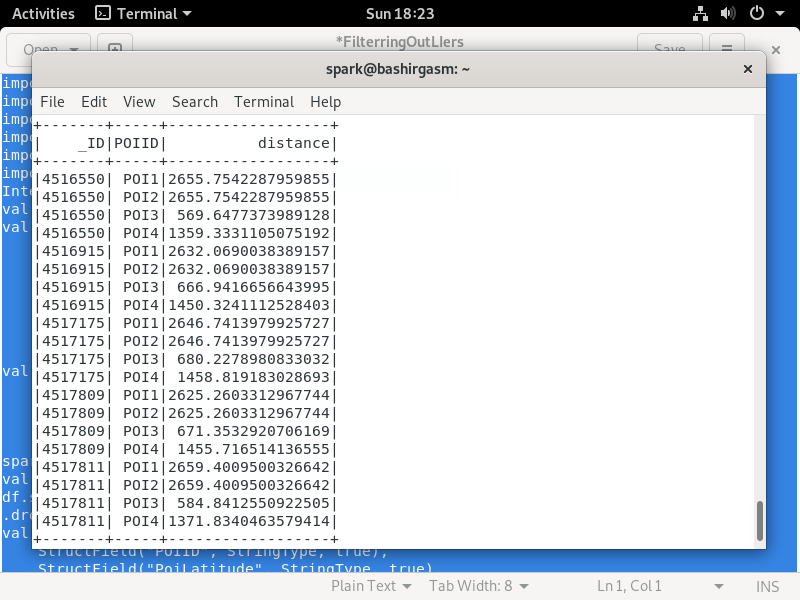 Activities Terminal Sun 18:23
Open *FilterringOutLIers Save
spark@bashirgasm: ~
File Edit View Search Terminal Help
+-------+-----+------------------+
|    _ID|POIID|          distance|
+-------+-----+------------------+
|4516550| POI1|2655.7542287959855|
|4516550| POI2|2655.7542287959855|
|4516550| POI3| 569.6477373989128|
|4516550| POI4|1359.3331105075192|
|4516915| POI1|2632.0690038389157|
|4516915| POI2|2632.0690038389157|
|4516915| POI3| 666.9416656643995|
|4516915| POI4|1450.3241112528403|
|4517175| POI1|2646.7413979925727|
|4517175| POI2|2646.7413979925727|
|4517175| POI3| 680.2278980833032|
|4517175| POI4| 1458.819183028693|
|4517809| POI1|2625.2603312967744|
|4517809| POI2|2625.2603312967744|
|4517809| POI3| 671.3532920706169|
|4517809| POI4| 1455.716514136555|
|4517811| POI1|2659.4009500326642|
|4517811| POI2|2659.4009500326642|
|4517811| POI3| 584.8412550922505|
|4517811| POI4|1371.8340463579414|
+-------+-----+------------------+
impo
impo
impo
impo
impo
impo
Inte
val
val
val
spar
val
df.s
.dro
val
StructField("POIID", StringType, true),
StructField("PoiLatitude", StringType, true)
Plain Text Tab Width: 8 Ln 1, Col 1 INS